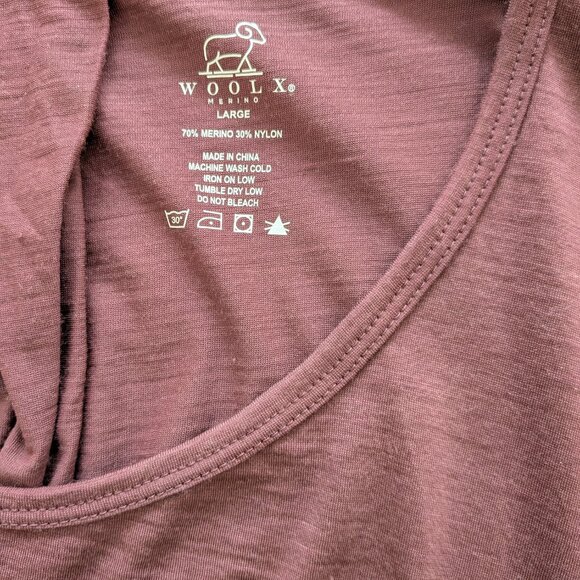 WOOLX®
MERINO
LARGE
70% MERINO 30% NYLON
MADE IN CHINA
MACHINE WASH COLD
IRON ON LOW
TUMBLE DRY LOW
DO NOT BLEACH
30°